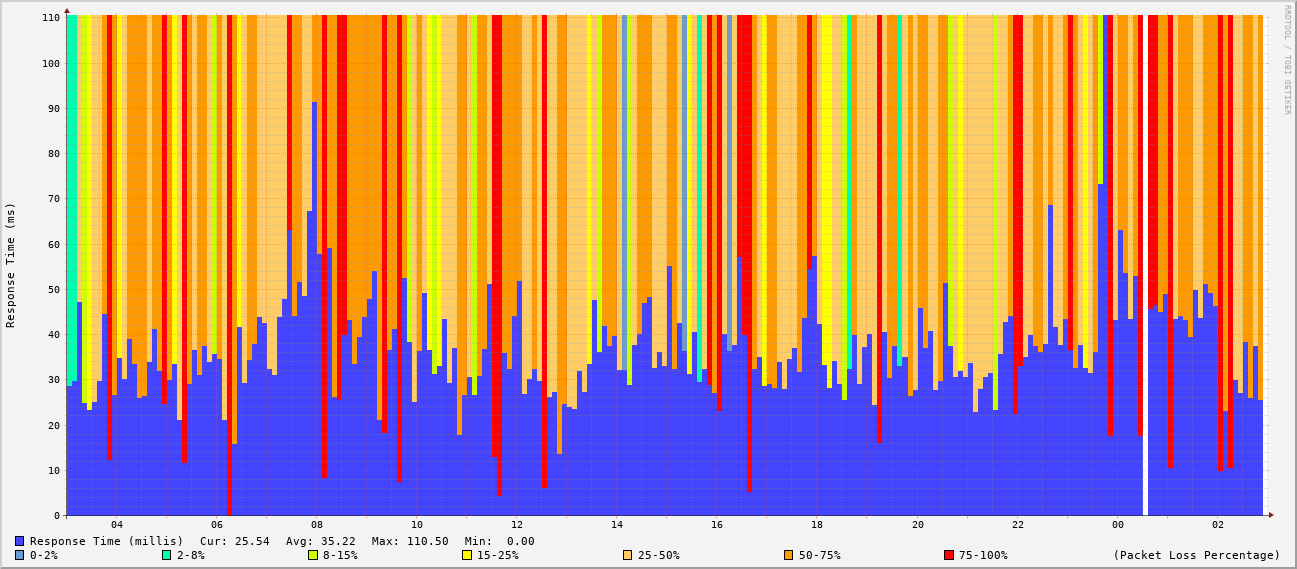 RRDTOOL / TOBI OETIKER
Response Time (ms)
110
100
90
80
70
60
50
40
30
20
10
0
04 06 08 10 12 14 16 18 20 22 00 02
Response Time (millis) Cur: 25.54 Avg: 35.22 Max: 110.50 Min: 0.00
0-2% 2-8% 8-15% 15-25% 25-50% 50-75% 75-100% (Packet Loss Percentage)